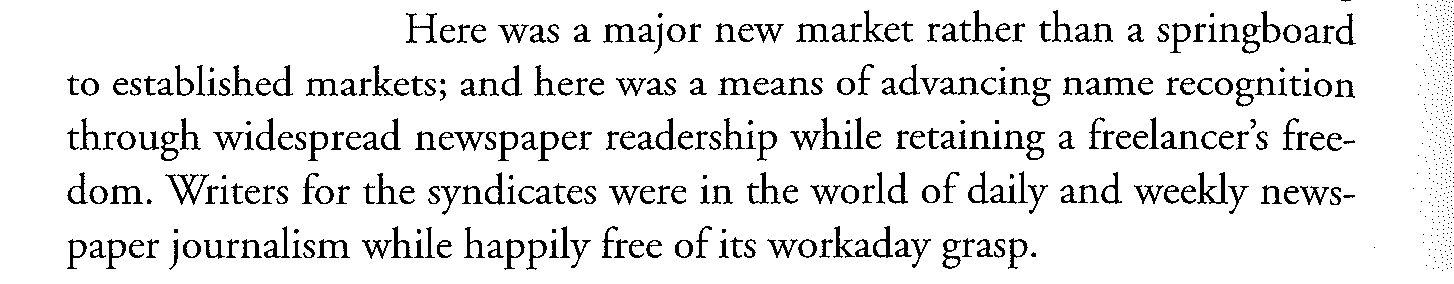 Here was a major new market rather than a springboard
to established markets; and here was a means of advancing name recognition
through widespread newspaper readership while retaining a freelancer’s free-
dom. Writers for the syndicates were in the world of daily and weekly news-
paper journalism while happily free of its workaday grasp.